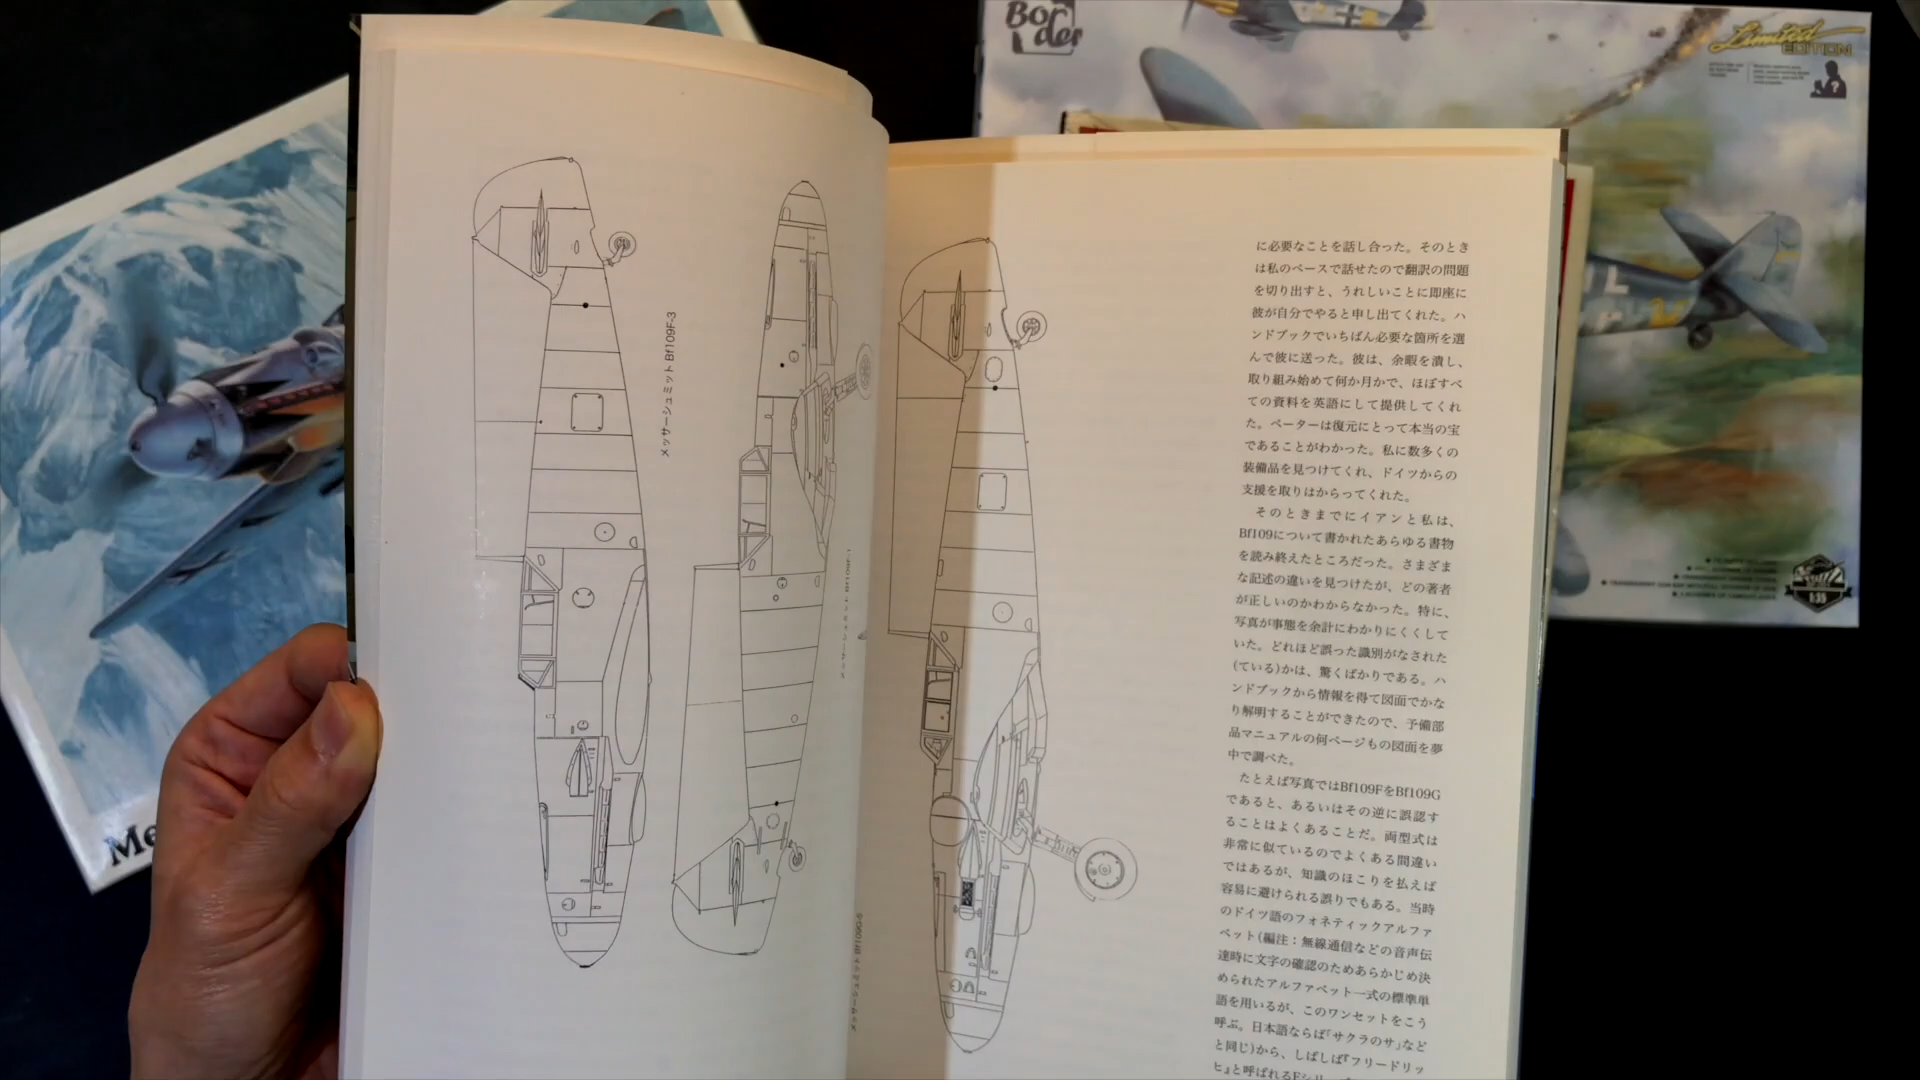 Border
Limited
EDITION
1:35
Me
メッサーシュミット Bf109F-3
メッサーシュミット Bf109G-6
に必要なことを話し合った。そのとき
は私のペースで話せたので翻訳の問題
を切り出すと、うれしいことに即座に
彼が自分でやると申し出てくれた。ハ
ンドブックでいちばん必要な箇所を選
んで彼に送った。彼は、余暇を潰し、
取り組み始めて何か月かで、ほぼすべ
ての資料を英語にして提供してくれ
た。ペーターは復元にとって本当の宝
であることがわかった。私に数多くの
装備品を見つけてくれ、ドイツからの
支援を取りはからってくれた。
そのときまでにイアンと私は、
Bf109について書かれたあらゆる書物
を読み終えたところだった。さまざま
な記述の違いを見つけたが、どの著者
が正しいのかわからなかった。特に、
写真が事態を余計にわかりにくくして
いた。どれほど誤った識別がなされた
(ている)かは、驚くばかりである。ハ
ンドブックから情報を得て図面でかな
り解明することができたので、予備部
品マニュアルの何ページもの図面を夢
中で調べた。
たとえば写真ではBf109FをBf109G
であると、あるいはその逆に誤認す
ることはよくあることだ。両型式は
非常に似ているのでよくある間違い
ではあるが、知識のほこりを払えば
容易に避けられる誤りでもある。当時
のドイツ語のフォネティックアルファ
ベット(編注：無線通信などの音声伝
達時に文字の確認のためあらかじめ決
められたアルファベット一式の標準単
語を用いるが、このワンセットをこう
呼ぶ。日本語ならば「サクラのサ」など
と同じ)から、しばしば『フリードリッ
ヒ』と呼ばれるFシリーズ